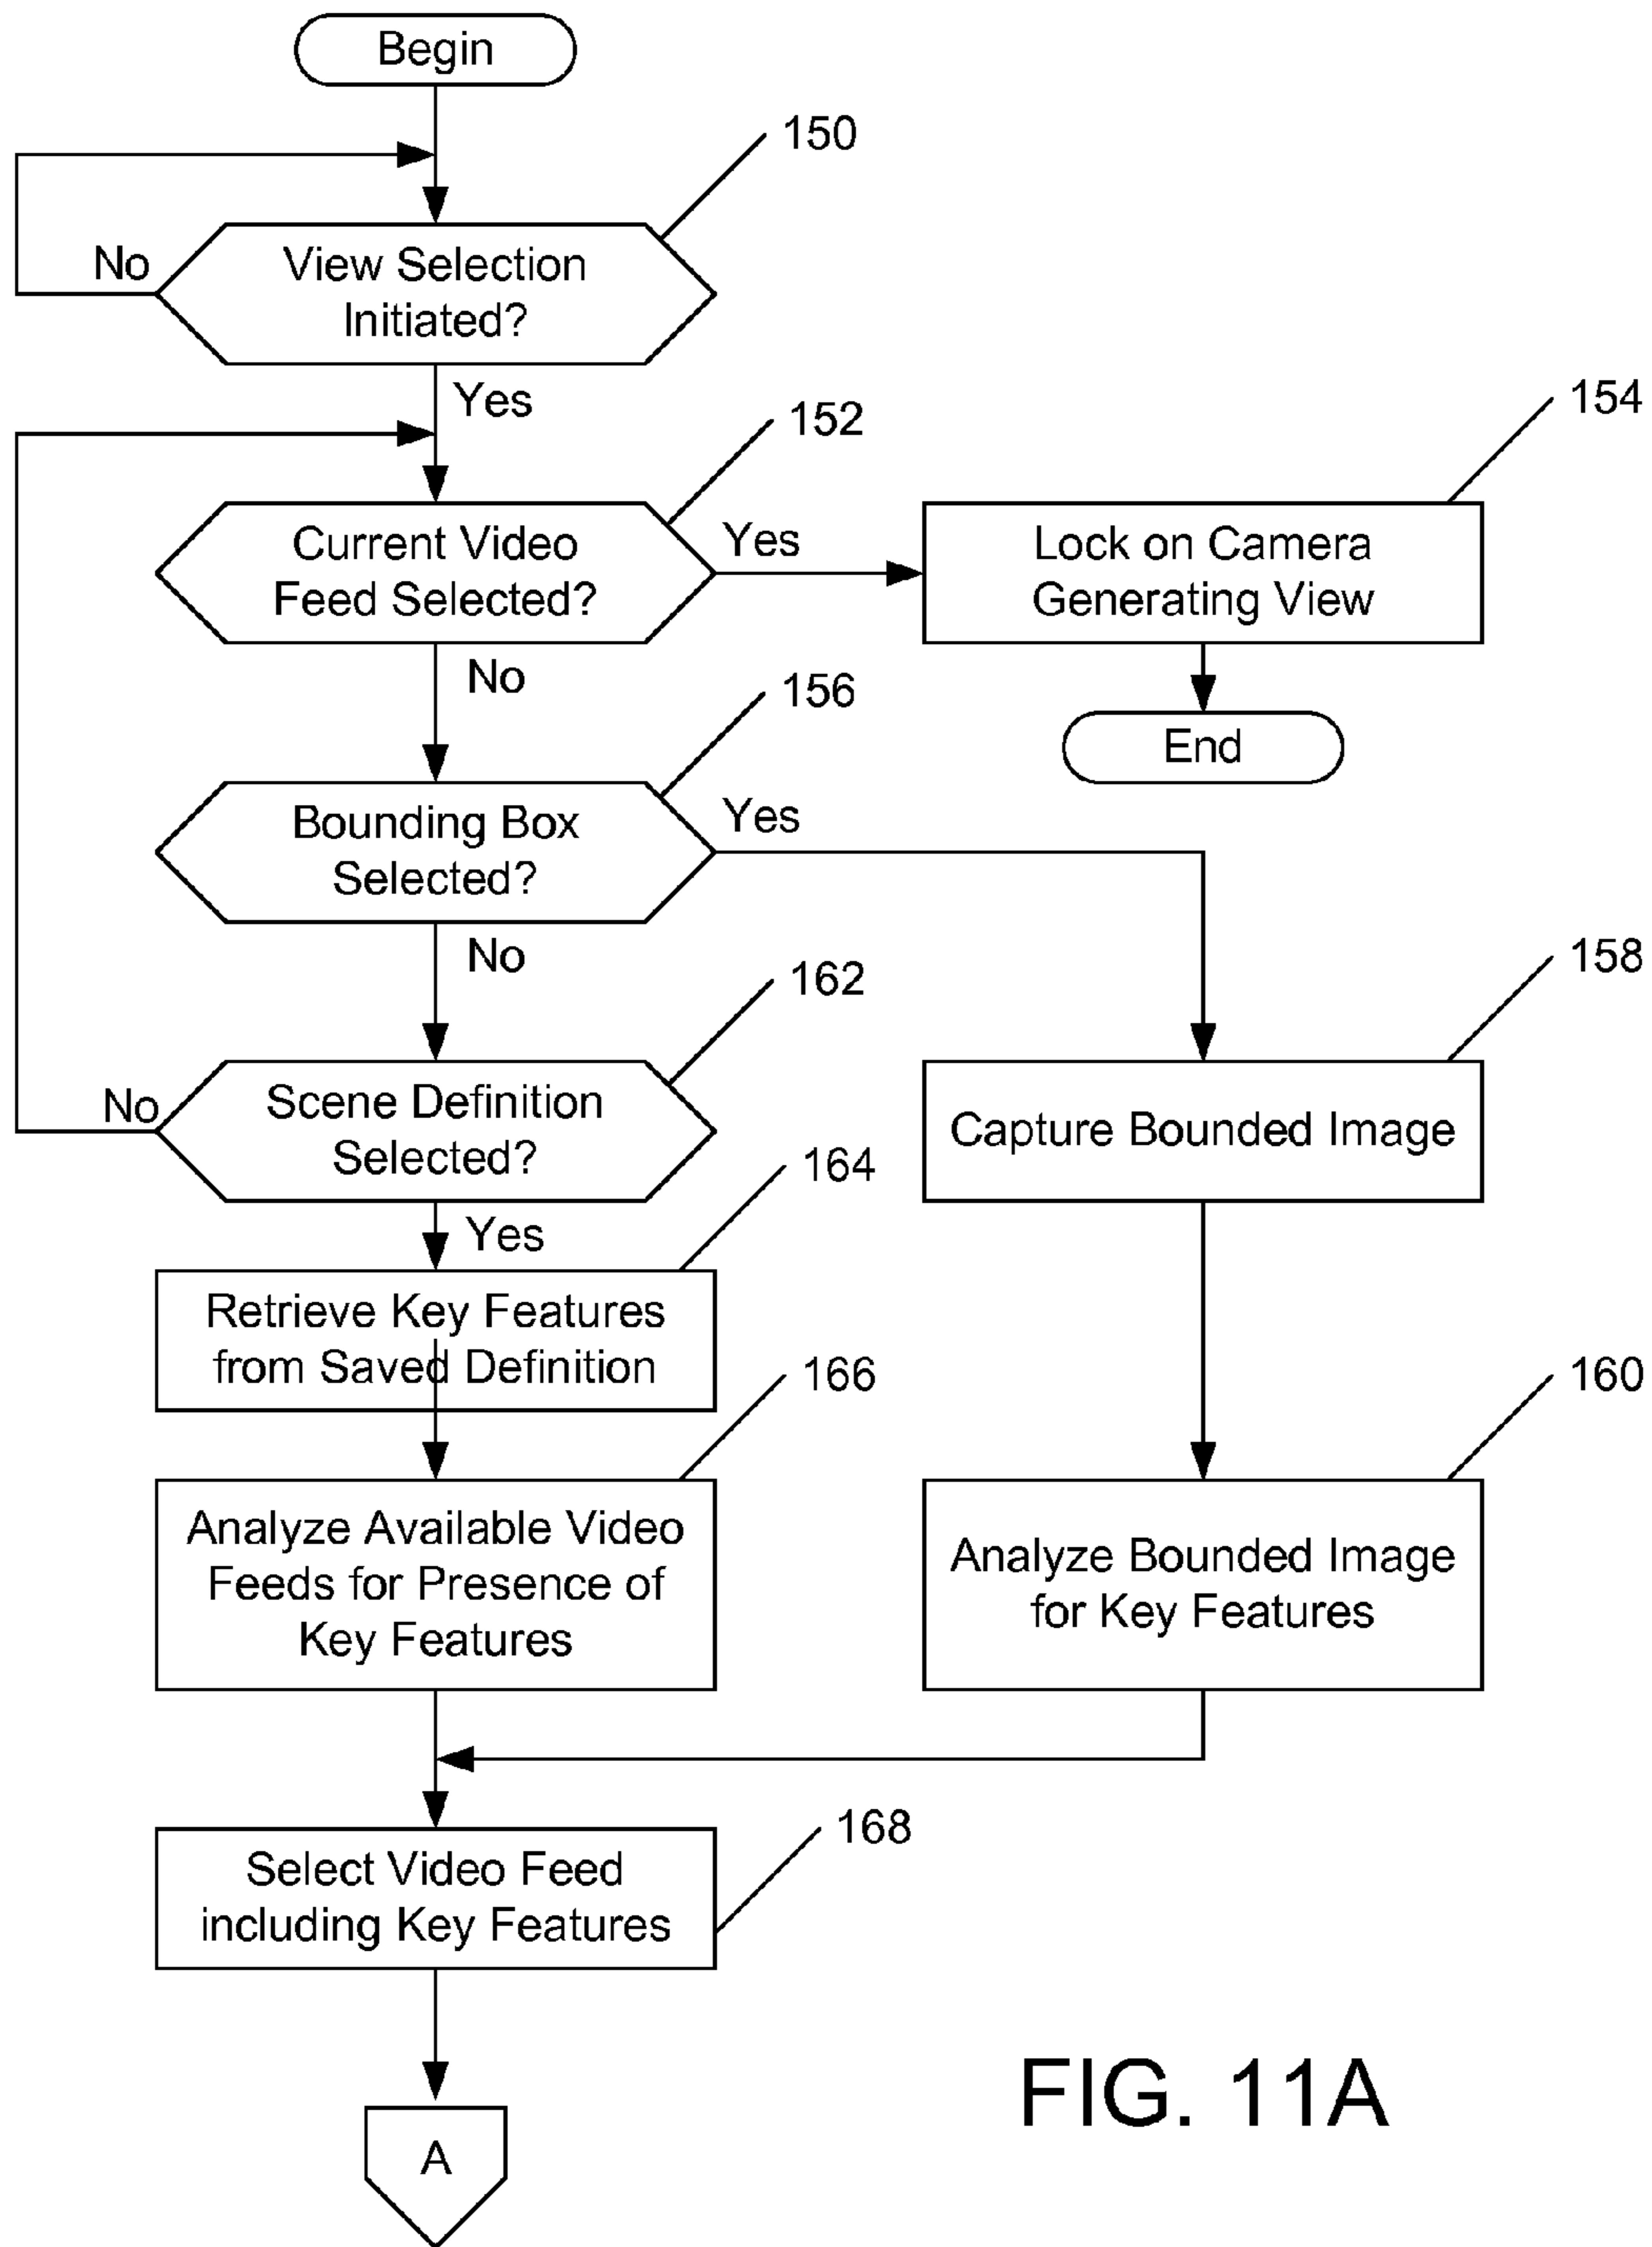 Begin
150
No
View Selection
Initiated?
Yes
152
154
Current Video
Feed Selected?
Yes
Lock on Camera
Generating View
No
156
End
Bounding Box
Selected?
Yes
No
162
158
No
Scene Definition
Selected?
Capture Bounded Image
164
Yes
Retrieve Key Features
from Saved Definition
166
160
Analyze Available Video
Feeds for Presence of
Key Features
Analyze Bounded Image
for Key Features
168
Select Video Feed
including Key Features
A
FIG. 11A